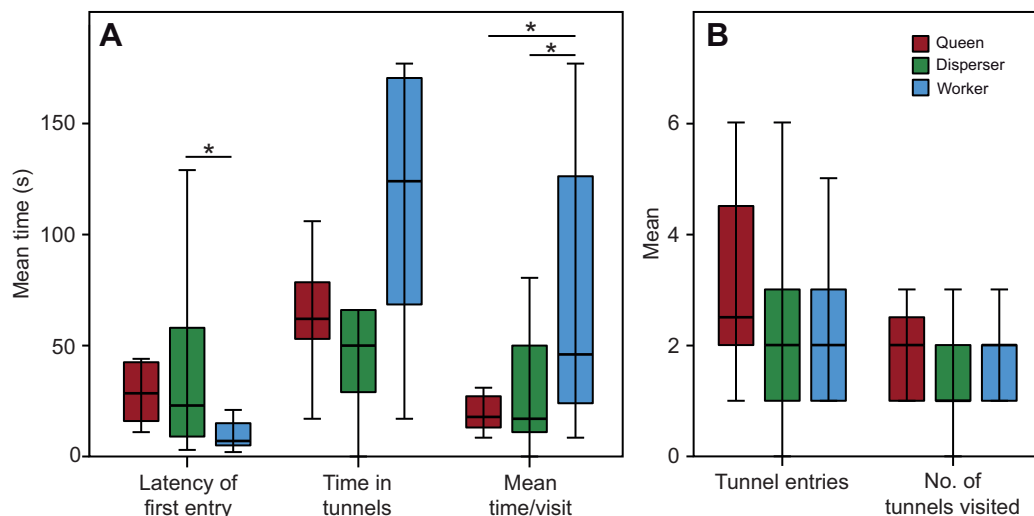 A
Mean time (s)
150
100
50
0
*
*
*
Latency of
first entry
Time in
tunnels
Mean
time/visit
B
Mean
6
4
2
0
Queen
Disperser
Worker
Tunnel entries
No. of
tunnels visited